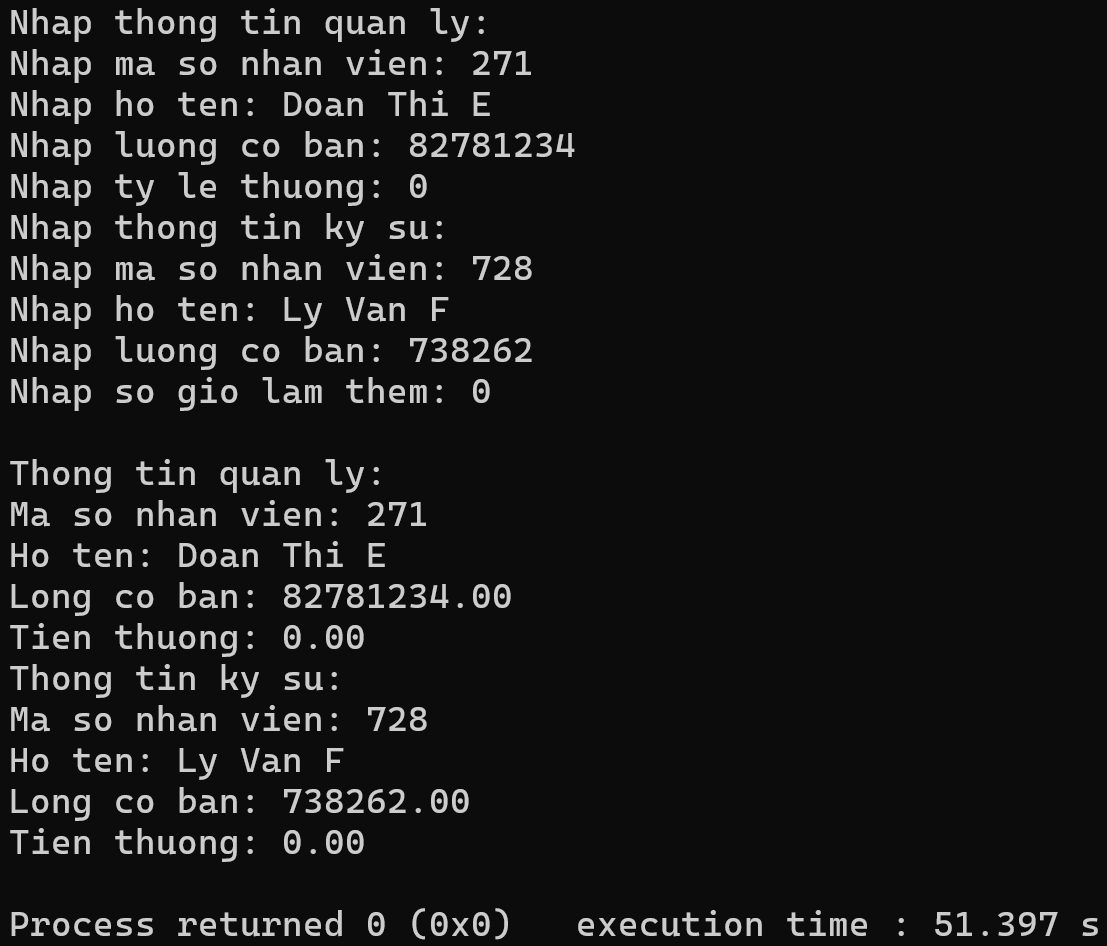 Nhap thong tin quan ly:
Nhap ma so nhan vien: 271
Nhap ho ten: Doan Thi E
Nhap luong co ban: 82781234
Nhap ty le thuong: 0
Nhap thong tin ky su:
Nhap ma so nhan vien: 728
Nhap ho ten: Ly Van F
Nhap luong co ban: 738262
Nhap so gio lam them: 0

Thong tin quan ly:
Ma so nhan vien: 271
Ho ten: Doan Thi E
Long co ban: 82781234.00
Tien thuong: 0.00
Thong tin ky su:
Ma so nhan vien: 728
Ho ten: Ly Van F
Long co ban: 738262.00
Tien thuong: 0.00

Process returned 0 (0x0)   execution time : 51.397 s